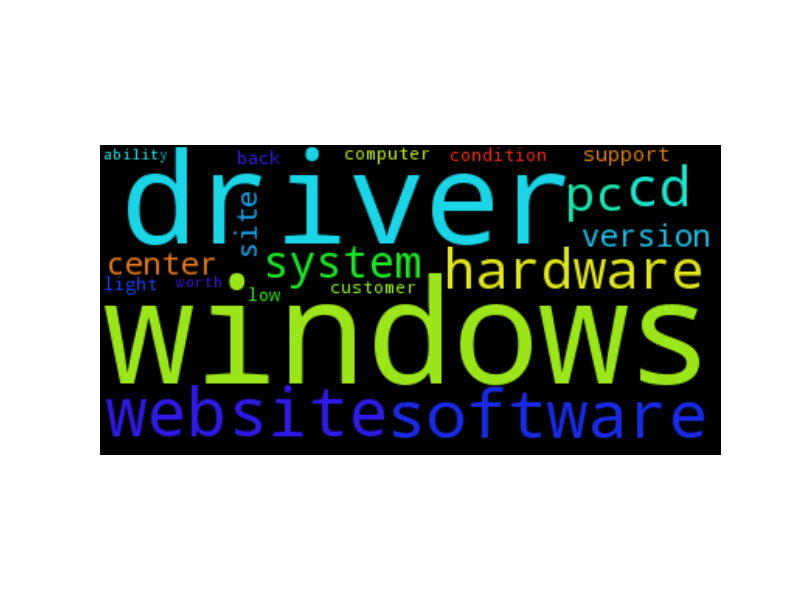 ability back computer condition support
driver pc cd
site version
center system hardware
light worth low customer
windows
website software